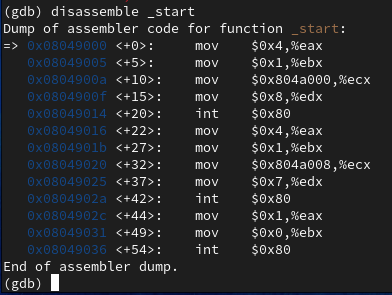 (gdb) disassemble _start
Dump of assembler code for function _start:
=> 0x08049000 <+0>:     mov    $0x4,%eax
   0x08049005 <+5>:     mov    $0x1,%ebx
   0x0804900a <+10>:    mov    $0x804a000,%ecx
   0x0804900f <+15>:    mov    $0x8,%edx
   0x08049014 <+20>:    int    $0x80
   0x08049016 <+22>:    mov    $0x4,%eax
   0x0804901b <+27>:    mov    $0x1,%ebx
   0x08049020 <+32>:    mov    $0x804a008,%ecx
   0x08049025 <+37>:    mov    $0x7,%edx
   0x0804902a <+42>:    int    $0x80
   0x0804902c <+44>:    mov    $0x1,%eax
   0x08049031 <+49>:    mov    $0x0,%ebx
   0x08049036 <+54>:    int    $0x80
End of assembler dump.
(gdb)